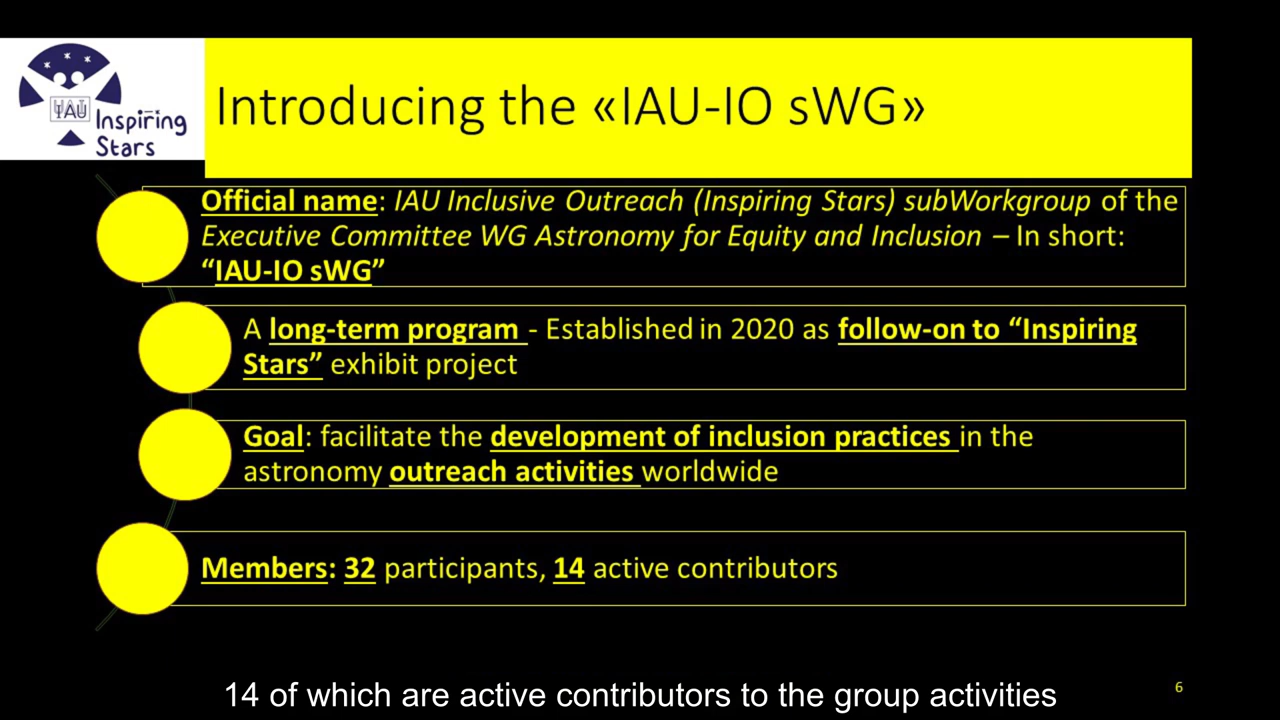 IAU
Inspiring
Stars
Introducing the «IAU-IO sWG»
Official name: IAU Inclusive Outreach (Inspiring Stars) subWorkgroup of the
Executive Committee WG Astronomy for Equity and Inclusion – In short:
“IAU-IO sWG”
A long-term program - Established in 2020 as follow-on to “Inspiring
Stars” exhibit project
Goal: facilitate the development of inclusion practices in the
astronomy outreach activities worldwide
Members: 32 participants, 14 active contributors
14 of which are active contributors to the group activities
6